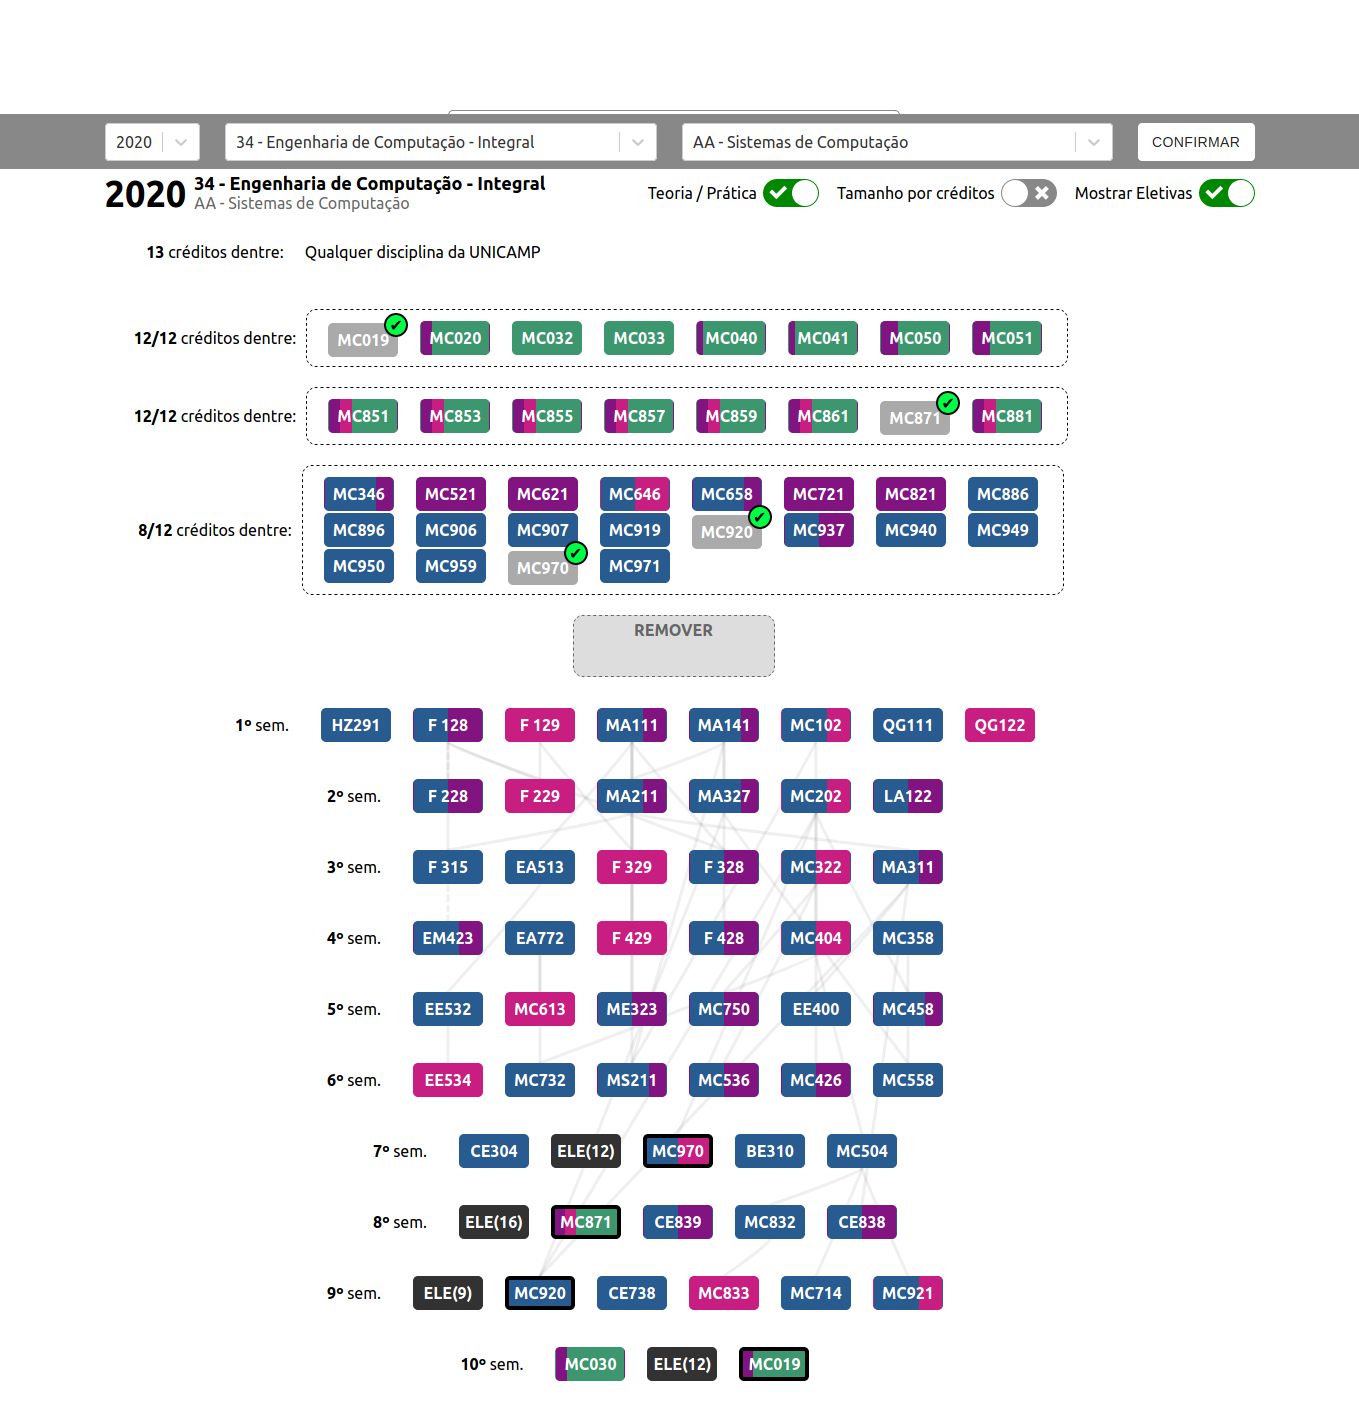 2020 34 - Engenharia de Computação - Integral AA - Sistemas de Computação CONFIRMAR
2020 34 - Engenharia de Computação - Integral
AA - Sistemas de Computação
Teoria / Prática Tamanho por créditos Mostrar Eletivas
13 créditos dentre: Qualquer disciplina da UNICAMP
12/12 créditos dentre: MC019 MC020 MC032 MC033 MC040 MC041 MC050 MC051
12/12 créditos dentre: MC851 MC853 MC855 MC857 MC859 MC861 MC871 MC881
MC346 MC521 MC621 MC646 MC658 MC721 MC821 MC886
8/12 créditos dentre: MC896 MC906 MC907 MC919 MC920 MC937 MC940 MC949
MC950 MC959 MC970 MC971
REMOVER
1º sem. HZ291 F 128 F 129 MA111 MA141 MC102 QG111 QG122
2º sem. F 228 F 229 MA211 MA327 MC202 LA122
3º sem. F 315 EA513 F 329 F 328 MC322 MA311
4º sem. EM423 EA772 F 429 F 428 MC404 MC358
5º sem. EE532 MC613 ME323 MC750 EE400 MC458
6º sem. EE534 MC732 MS211 MC536 MC426 MC558
7º sem. CE304 ELE(12) MC970 BE310 MC504
8º sem. ELE(16) MC871 CE839 MC832 CE838
9º sem. ELE(9) MC920 CE738 MC833 MC714 MC921
10º sem. MC030 ELE(12) MC019